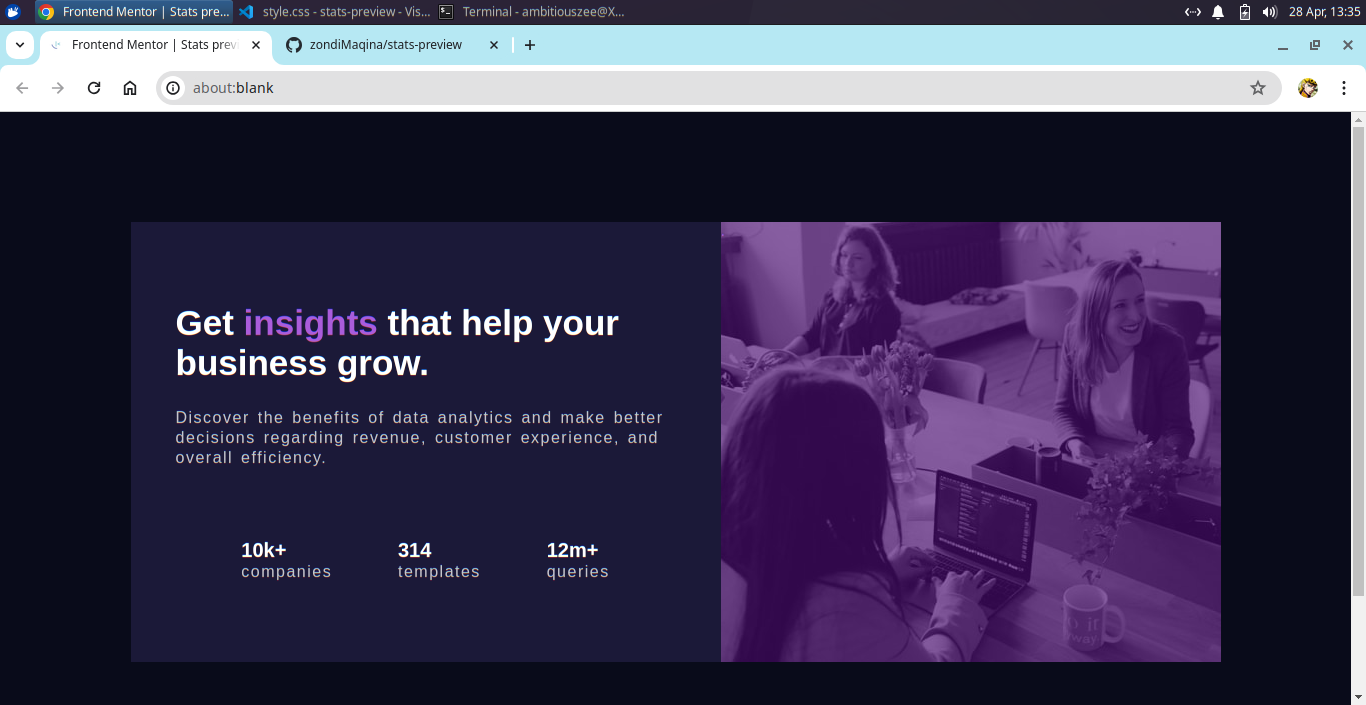 Frontend Mentor | Stats pre...
style.css - stats-preview - Vis...
Terminal - ambitiouszee@X...
28 Apr, 13:35
Frontend Mentor | Stats prev
zondiMaqina/stats-preview
about:blank
Get insights that help your
business grow.
Discover the benefits of data analytics and make better
decisions regarding revenue, customer experience, and
overall efficiency.
10k+
companies
314
templates
12m+
queries